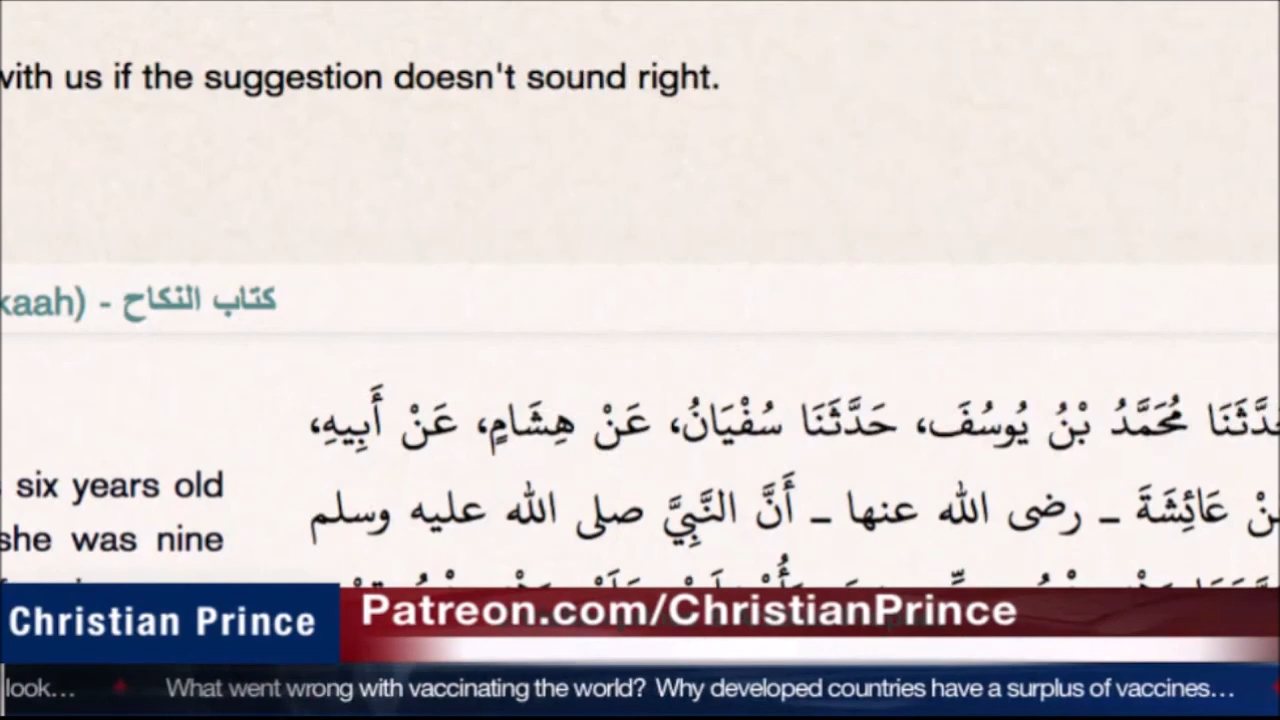 with us if the suggestion doesn't sound right.
kaah) - كتاب النكاح
حَدَّثَنَا مُحَمَّدُ بْنُ يُوسُفَ، حَدَّثَنَا سُفْيَانُ، عَنْ هِشَامٍ، عَنْ أَبِيهِ،
عَنْ عَائِشَةَ ـ رضى الله عنها ـ أَنَّ النَّبِيَّ صلى الله عليه وسلم
six years old
she was nine
Christian Prince
Patreon.com/ChristianPrince
look... What went wrong with vaccinating the world? Why developed countries have a surplus of vaccines...